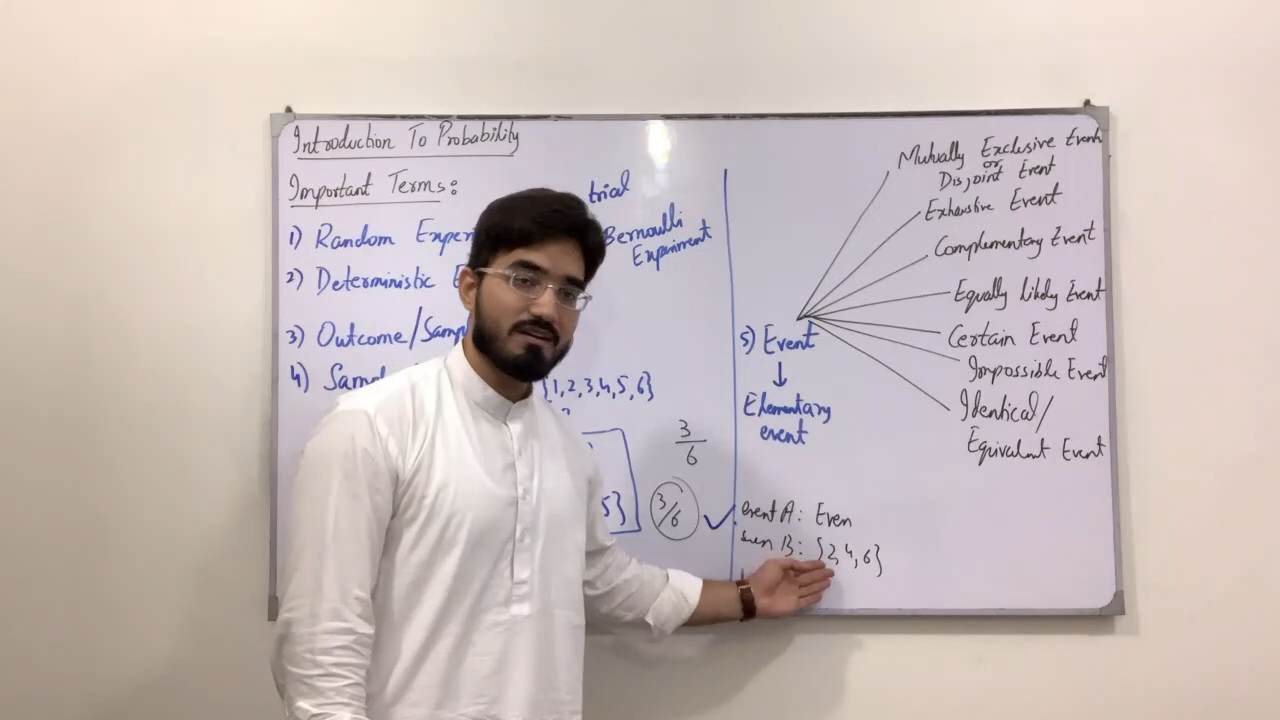 Introduction To Probability
Important Terms:
trial
1) Random Exper
Bernoulli
Experiment
2) Deterministic E
3) Outcome/Samp
4) Samp
{1,2,3,4,5,6}
3
6
5}
3/6
5) Event
Elementary
event
Mutually Exclusive Event
or
Disjoint Event
Exhaustive Event
Complementary Event
Equally Likely Event
Certain Event
Impossible Event
Identical/
Equivalent Event
event A: Even
even B: {2,4,6}